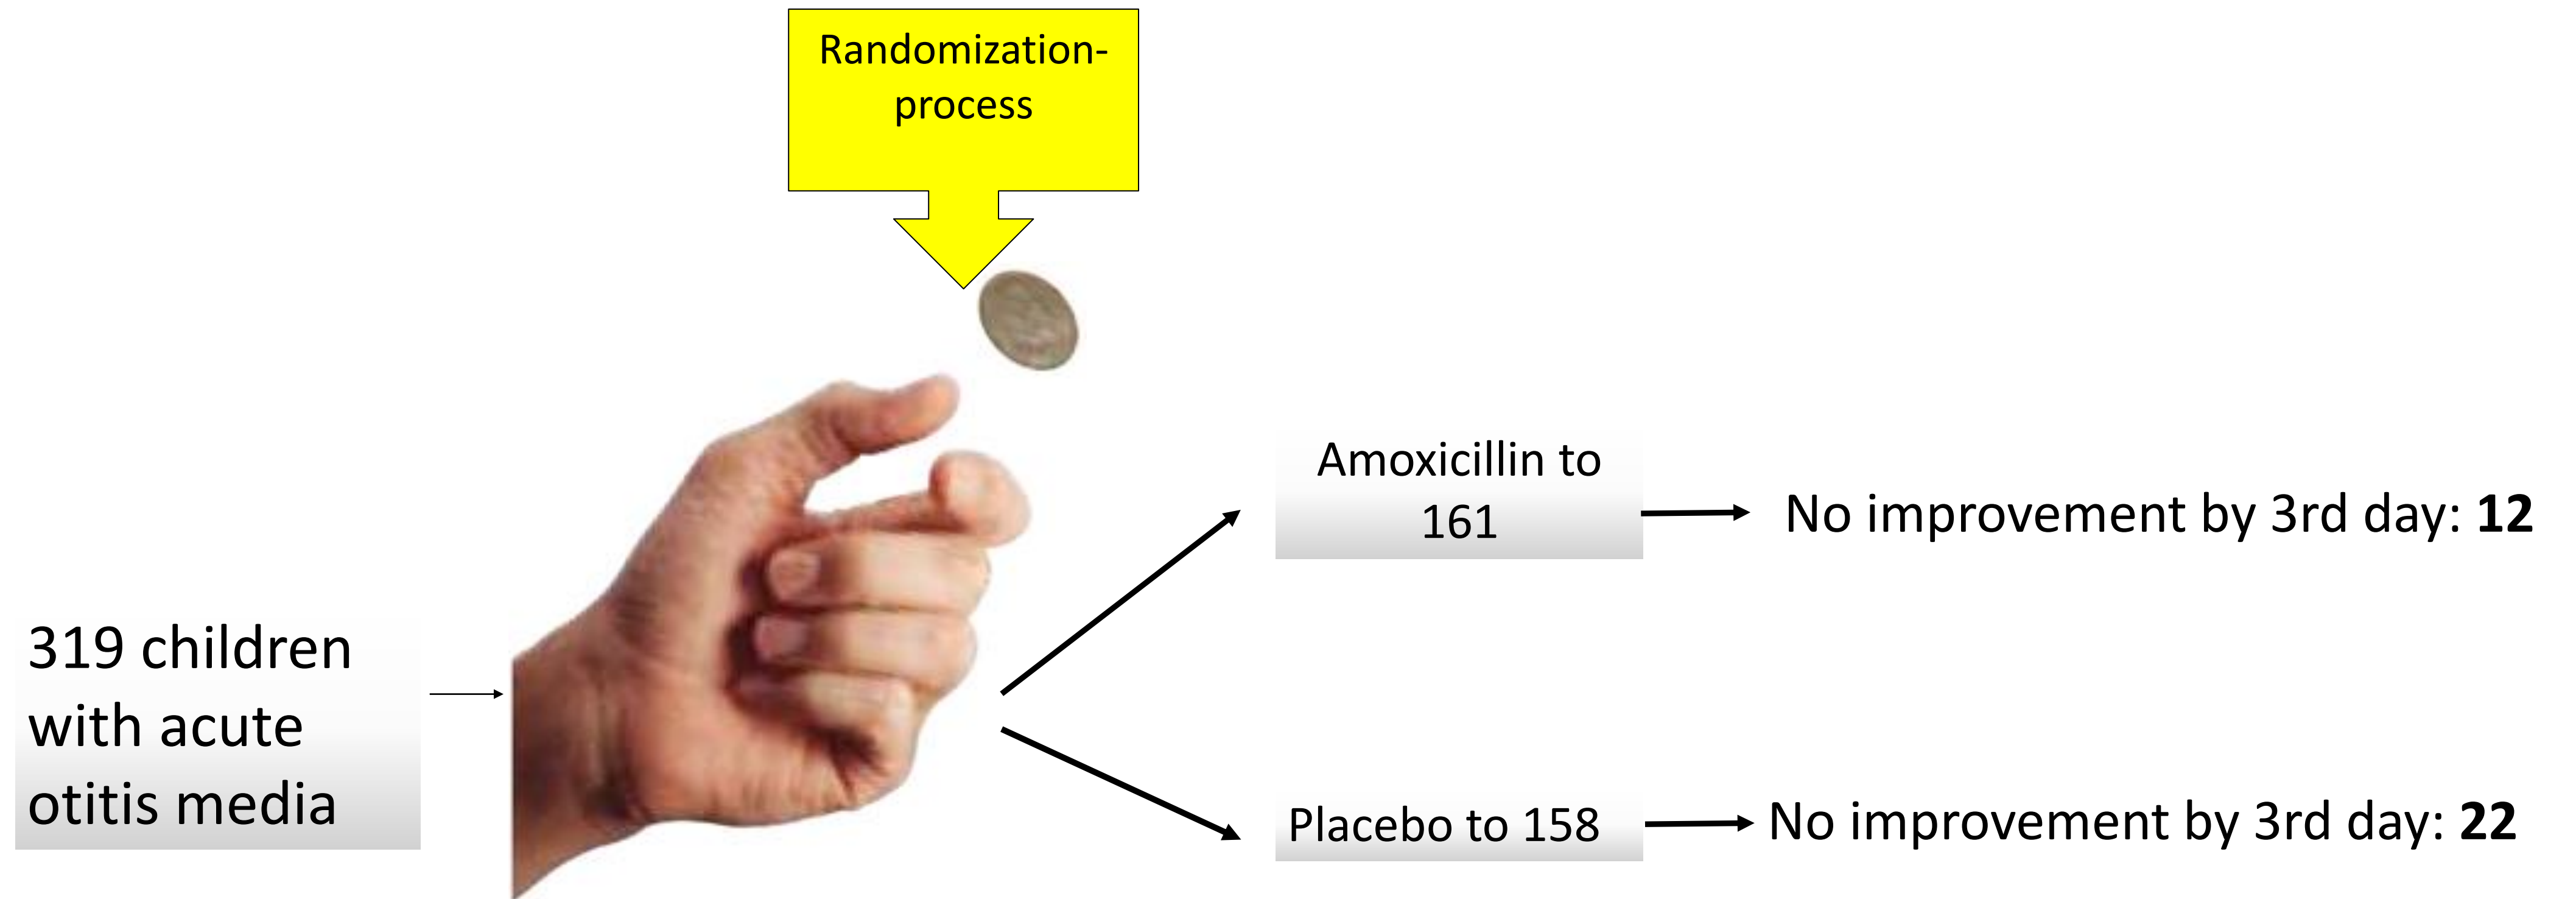 Randomization-
process
Amoxicillin to
161
No improvement by 3rd day: 12
319 children
with acute
otitis media
Placebo to 158
No improvement by 3rd day: 22